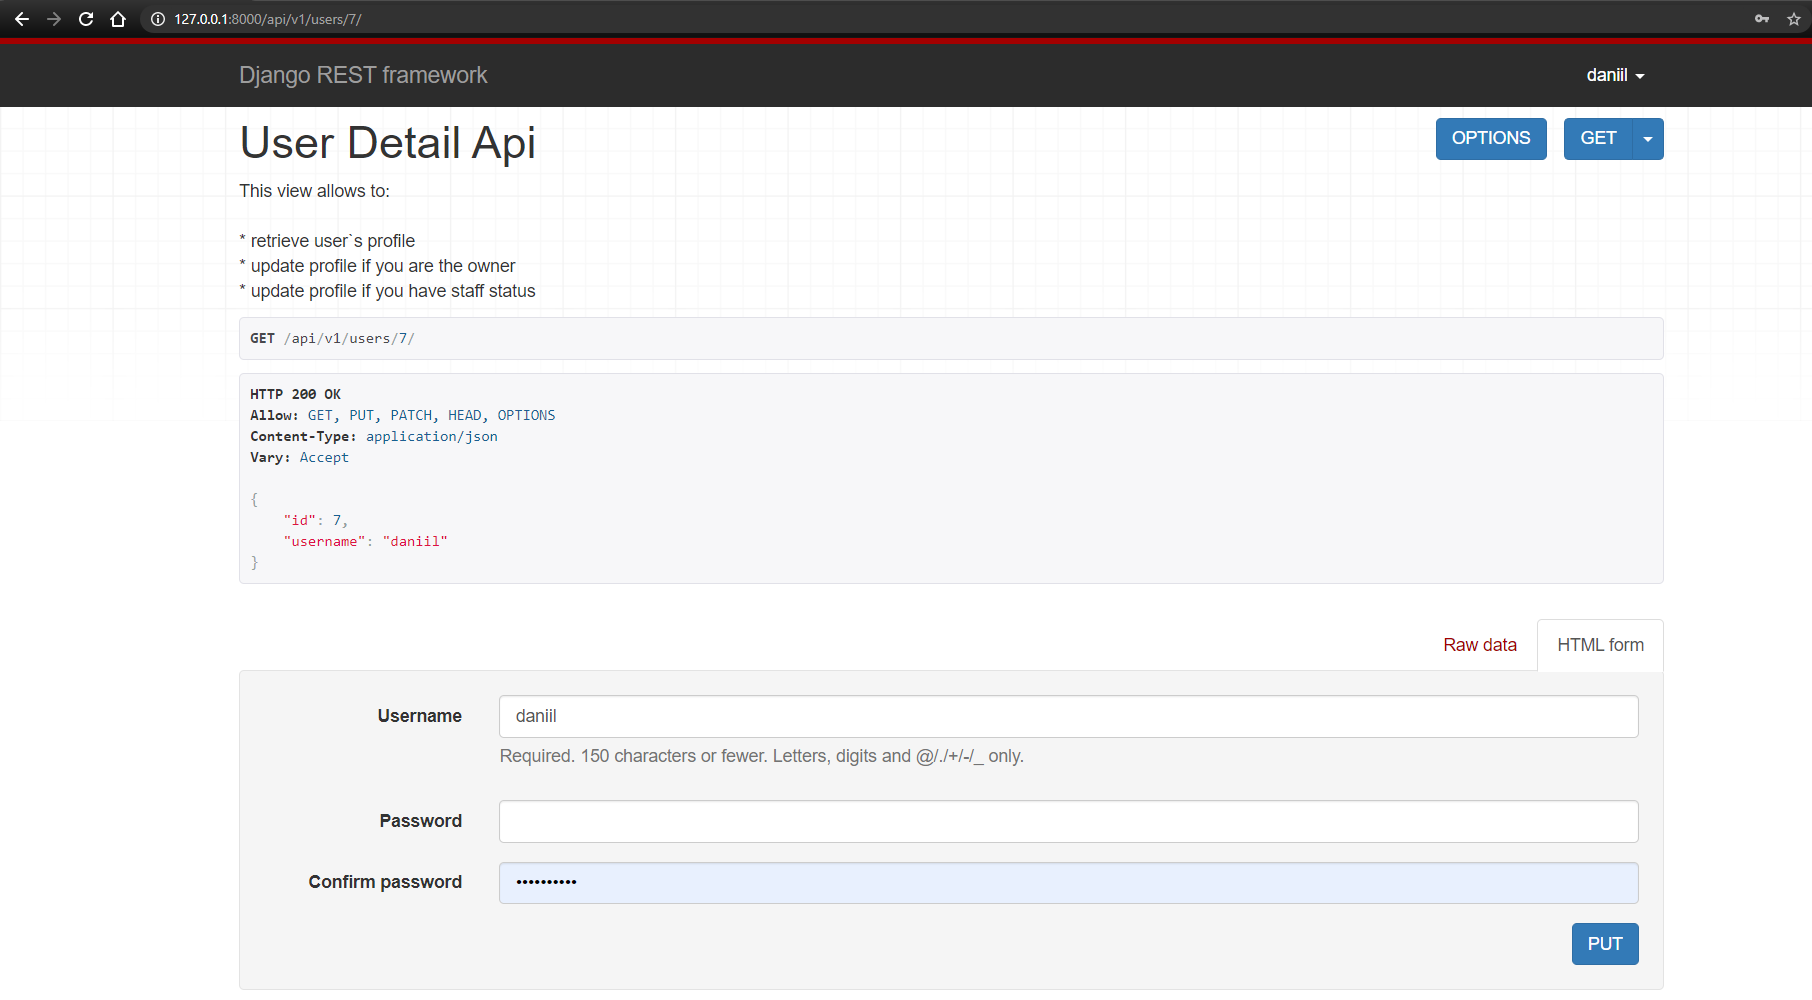 127.0.0.1:8000/api/v1/users/7/
Django REST framework
daniil
User Detail Api
OPTIONS
GET
This view allows to:
* retrieve user`s profile
* update profile if you are the owner
* update profile if you have staff status
GET /api/v1/users/7/
HTTP 200 OK
Allow: GET, PUT, PATCH, HEAD, OPTIONS
Content-Type: application/json
Vary: Accept
{
    "id": 7,
    "username": "daniil"
}
Raw data
HTML form
Username
daniil
Required. 150 characters or fewer. Letters, digits and @/./+/-/_ only.
Password
Confirm password
••••••••••
PUT